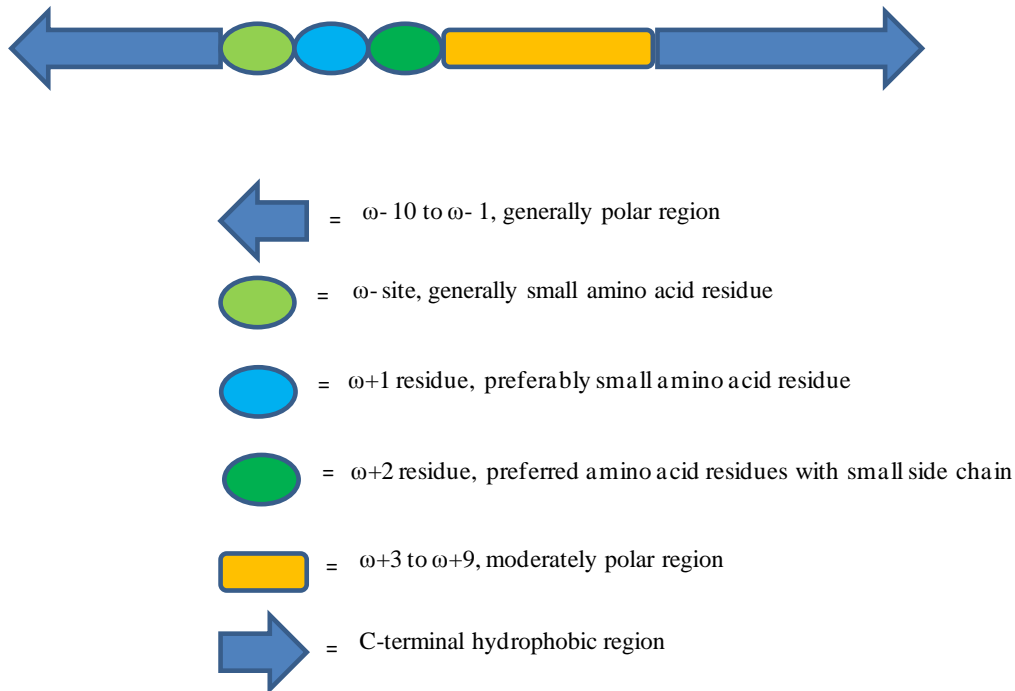 = ω- 10 to ω- 1, generally polar region
= ω- site, generally small amino acid residue
= ω+1 residue, preferably small amino acid residue
= ω+2 residue, preferred amino acid residues with small side chain
= ω+3 to ω+9, moderately polar region
= C-terminal hydrophobic region